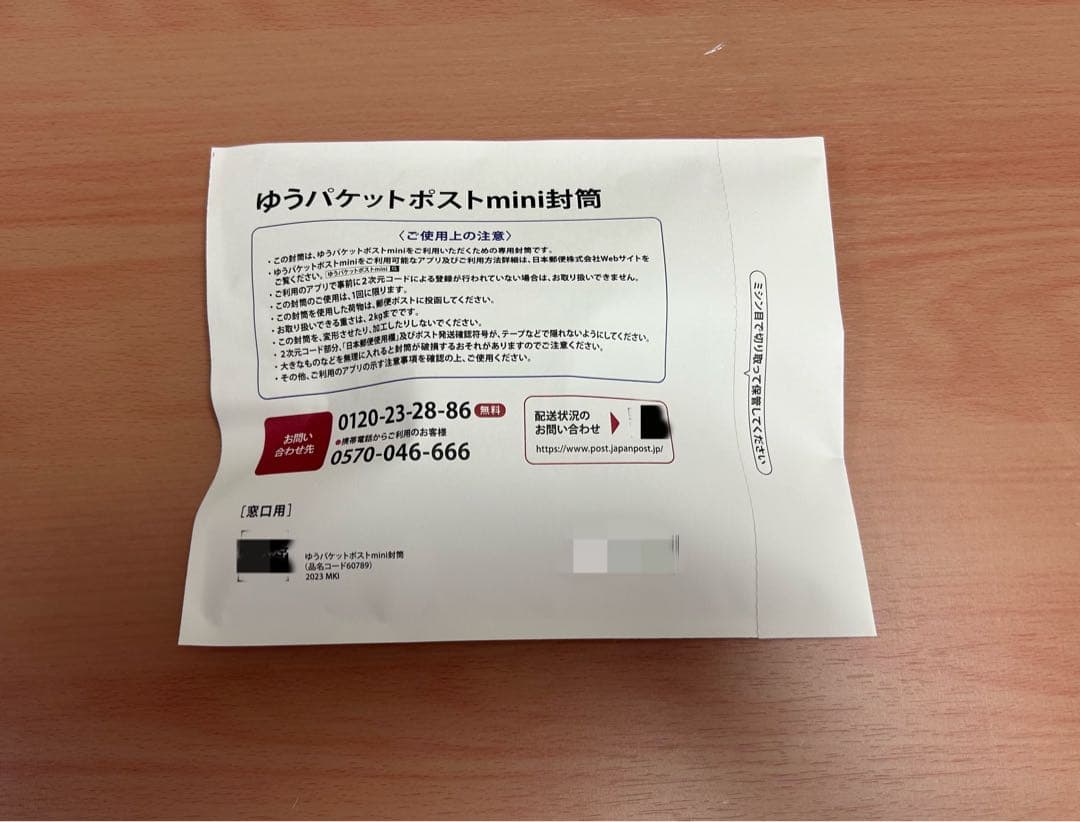 ゆうパケットポストmini封筒
〈ご使用上の注意〉
・この封筒は、ゆうパケットポストminiをご利用いただくための専用封筒です。
・ゆうパケットポストminiをご利用可能なアプリ及びご利用方法詳細は、日本郵便株式会社Webサイトを
ご覧ください。 ゆうパケットポストmini
・ご利用のアプリで事前に2次元コードによる登録が行われていない場合は、お取り扱いできません。
・この封筒のご使用は、1回に限ります。
・この封筒を使用した荷物は、郵便ポストに投函してください。
・お取り扱いできる重さは、2kgまでです。
・この封筒を、変形させたり、加工したりしないでください。
・2次元コード部分、「日本郵便使用欄」及びポスト発送確認符号が、テープなどで隠れないようにしてください。
・大きなものなどを無理に入れると封筒が破損するおそれがありますのでご注意ください。
・その他、ご利用のアプリの示す注意事項を確認の上、ご使用ください。
お問い
合わせ先
0120-23-28-86 無料
●携帯電話からご利用のお客様
0570-046-666
配送状況の
お問い合わせ
https://www.post.japanpost.jp/
ミシン目で切り取って保管してください
［窓口用］
ゆうパケットポストmini封筒
（品名コード60789）
2023 MKI